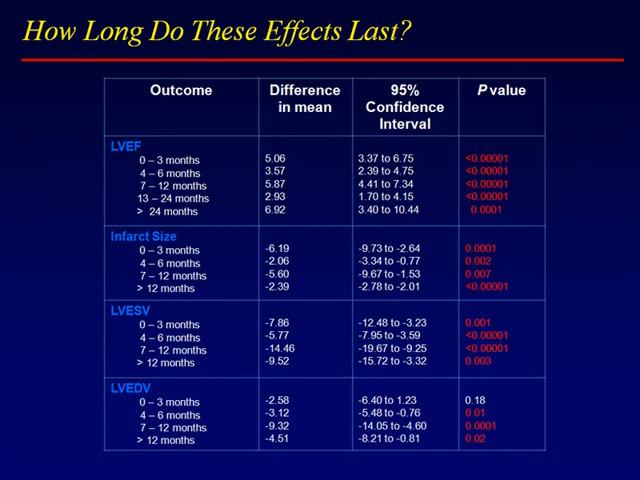 How Long Do These Effects Last?
Outcome Difference in mean 95% Confidence Interval P value
LVEF
0 – 3 months 5.06 3.37 to 6.75 <0.00001
4 – 6 months 3.57 2.39 to 4.75 <0.00001
7 – 12 months 5.87 4.41 to 7.34 <0.00001
13 – 24 months 2.93 1.70 to 4.15 <0.00001
> 24 months 6.92 3.40 to 10.44 0.0001
Infarct Size
0 – 3 months -6.19 -9.73 to -2.64 0.0001
4 – 6 months -2.06 -3.34 to -0.77 0.002
7 – 12 months -5.60 -9.67 to -1.53 0.007
> 12 months -2.39 -2.78 to -2.01 <0.00001
LVESV
0 – 3 months -7.86 -12.48 to -3.23 0.001
4 – 6 months -5.77 -7.95 to -3.59 <0.00001
7 – 12 months -14.46 -19.67 to -9.25 <0.00001
> 12 months -9.52 -15.72 to -3.32 0.003
LVEDV
0 – 3 months -2.58 -6.40 to 1.23 0.18
4 – 6 months -3.12 -5.48 to -0.76 0.01
7 – 12 months -9.32 -14.05 to -4.60 0.0001
> 12 months -4.51 -8.21 to -0.81 0.02